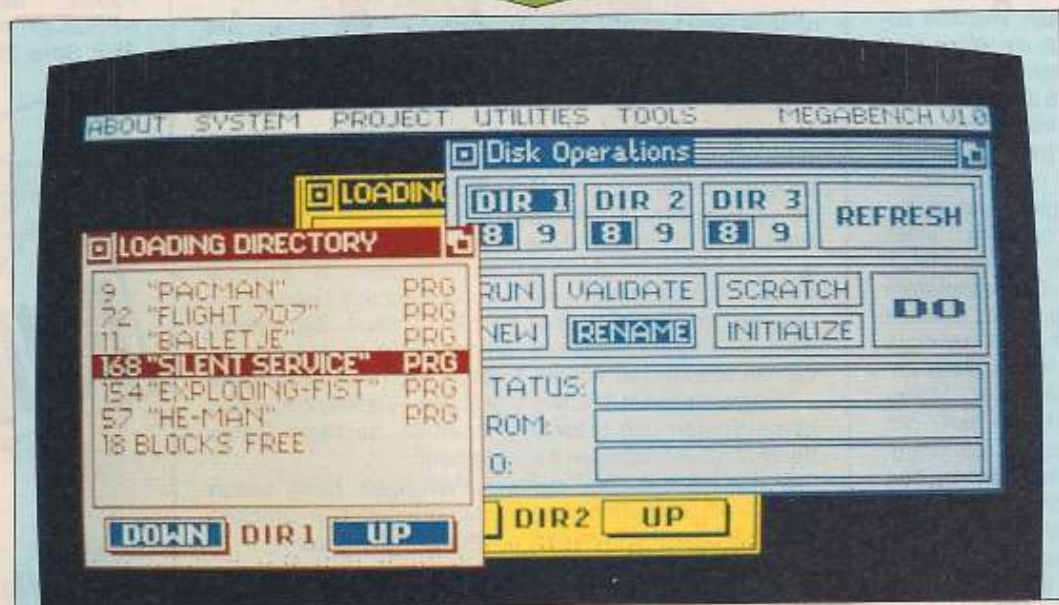 ABOUT SYSTEM PROJECT UTILITIES TOOLS MEGABENCH V1.0
Disk Operations
DIR 1 DIR 2 DIR 3 REFRESH
8 9 8 9 8 9
LOADING
LOADING DIRECTORY
9 "PACMAN" PRG
72 "FLIGHT 707" PRG
11 "BALLETJE" PRG
168 "SILENT SERVICE" PRG
154 "EXPLODING-FIST" PRG
57 "HE-MAN" PRG
18 BLOCKS FREE
DOWN DIR 1 UP
RUN VALIDATE SCRATCH
NEW RENAME INITIALIZE
DO
TATUS:
ROM:
O:
DIR2 UP